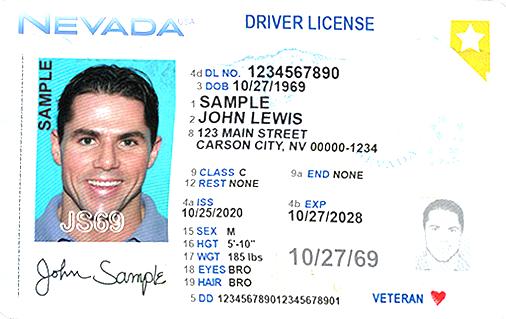 NEVADA USA DRIVER LICENSE
SAMPLE
4d DL NO. 1234567890
3 DOB 10/27/1969
1 SAMPLE
2 JOHN LEWIS
8 123 MAIN STREET
CARSON CITY, NV 00000-1234
9 CLASS C 9a END NONE
12 REST NONE
4a ISS 4b EXP
10/25/2020 10/27/2028
JS69
15 SEX M
16 HGT 5'-10"
17 WGT 185 lbs 10/27/69
18 EYES BRO
19 HAIR BRO
5 DD 123456789012345678901 VETERAN
John Sample
NEVADA